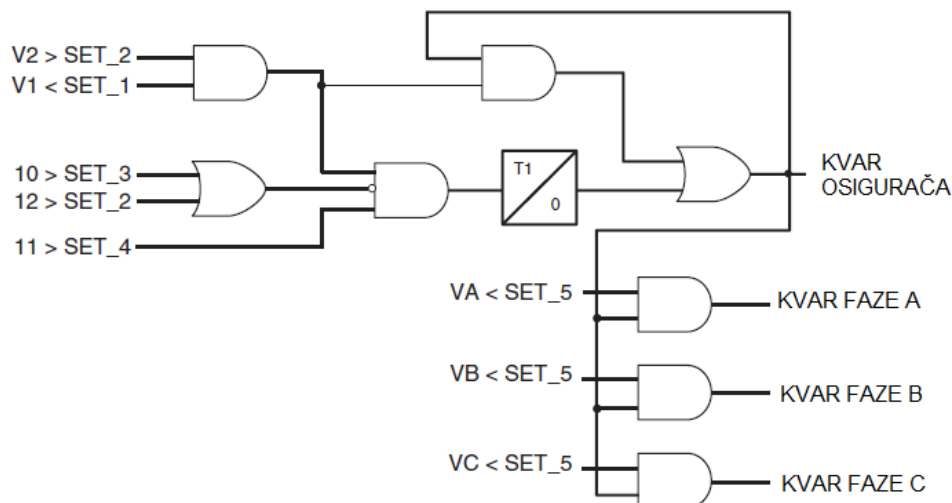 V2 > SET_2
V1 < SET_1
10 > SET_3
12 > SET_2
11 > SET_4
T1
0
KVAR
OSIGURAČA
VA < SET_5
KVAR FAZE A
VB < SET_5
KVAR FAZE B
VC < SET_5
KVAR FAZE C